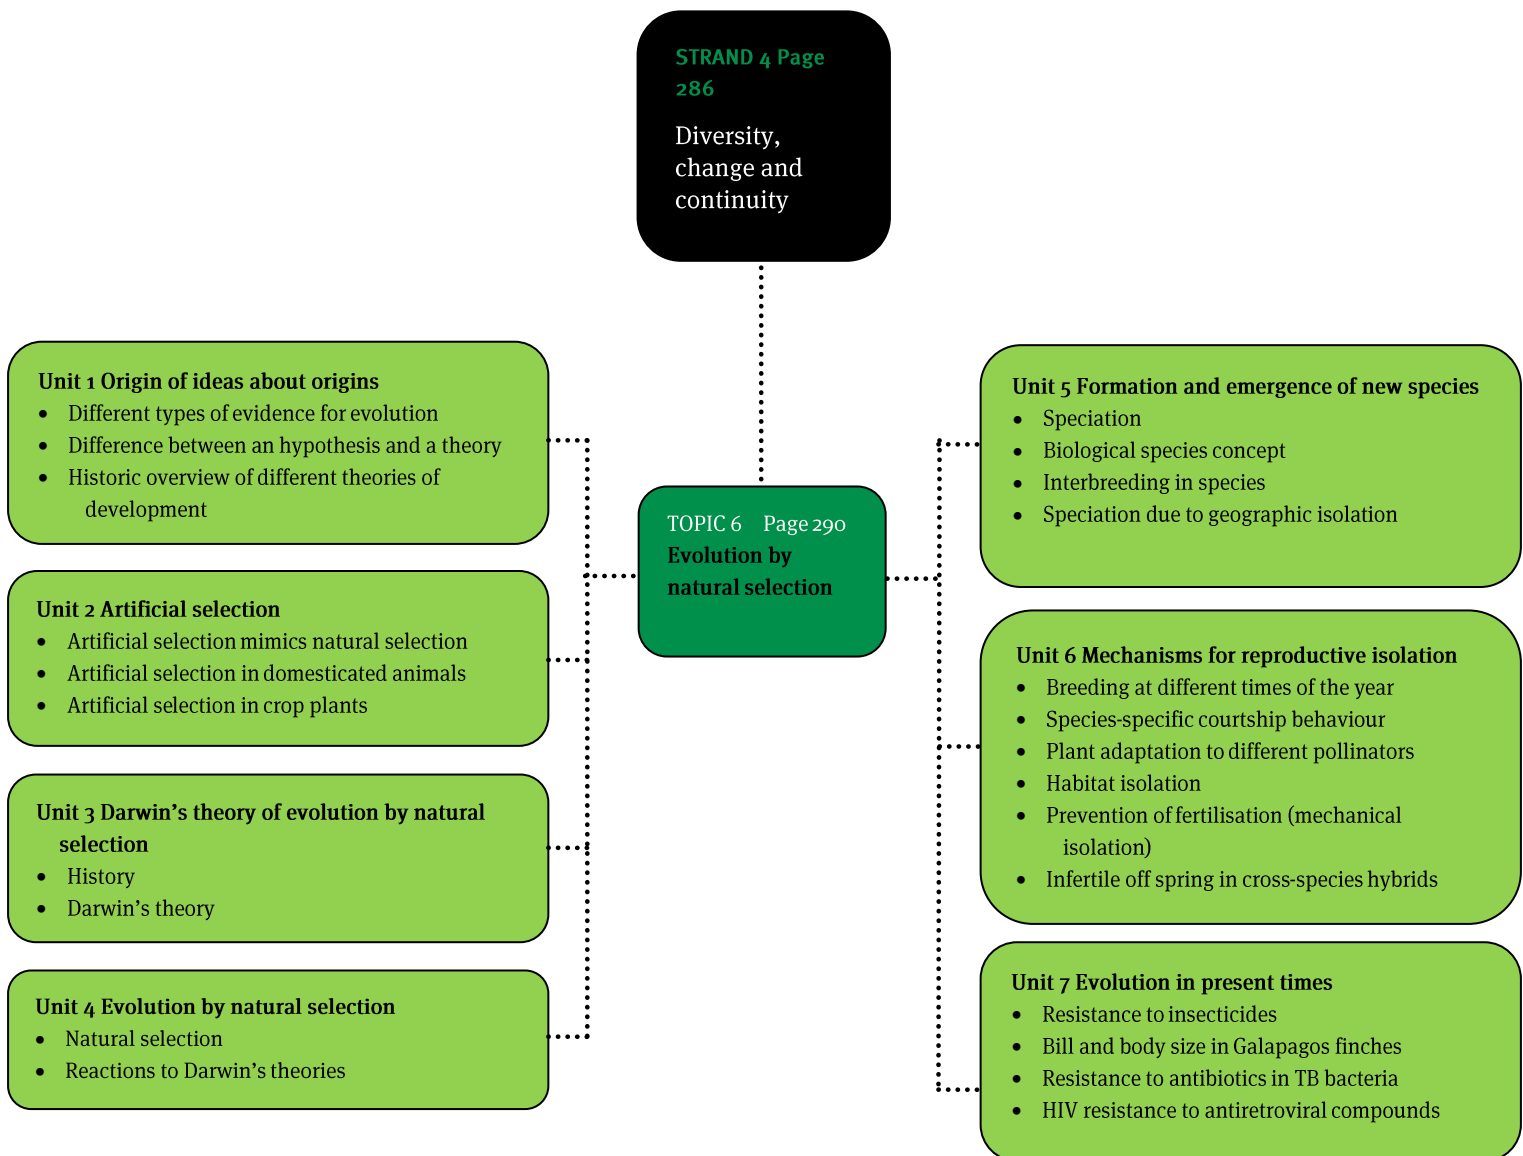 STRAND 4 Page
286
Diversity,
change and
continuity
Unit 1 Origin of ideas about origins
• Different types of evidence for evolution
• Difference between an hypothesis and a theory
• Historic overview of different theories of
development
Unit 2 Artificial selection
• Artificial selection mimics natural selection
• Artificial selection in domesticated animals
• Artificial selection in crop plants
Unit 3 Darwin’s theory of evolution by natural
selection
• History
• Darwin’s theory
Unit 4 Evolution by natural selection
• Natural selection
• Reactions to Darwin’s theories
TOPIC 6 Page 290
Evolution by
natural selection
Unit 5 Formation and emergence of new species
• Speciation
• Biological species concept
• Interbreeding in species
• Speciation due to geographic isolation
Unit 6 Mechanisms for reproductive isolation
• Breeding at different times of the year
• Species-specific courtship behaviour
• Plant adaptation to different pollinators
• Habitat isolation
• Prevention of fertilisation (mechanical
isolation)
• Infertile off spring in cross-species hybrids
Unit 7 Evolution in present times
• Resistance to insecticides
• Bill and body size in Galapagos finches
• Resistance to antibiotics in TB bacteria
• HIV resistance to antiretroviral compounds